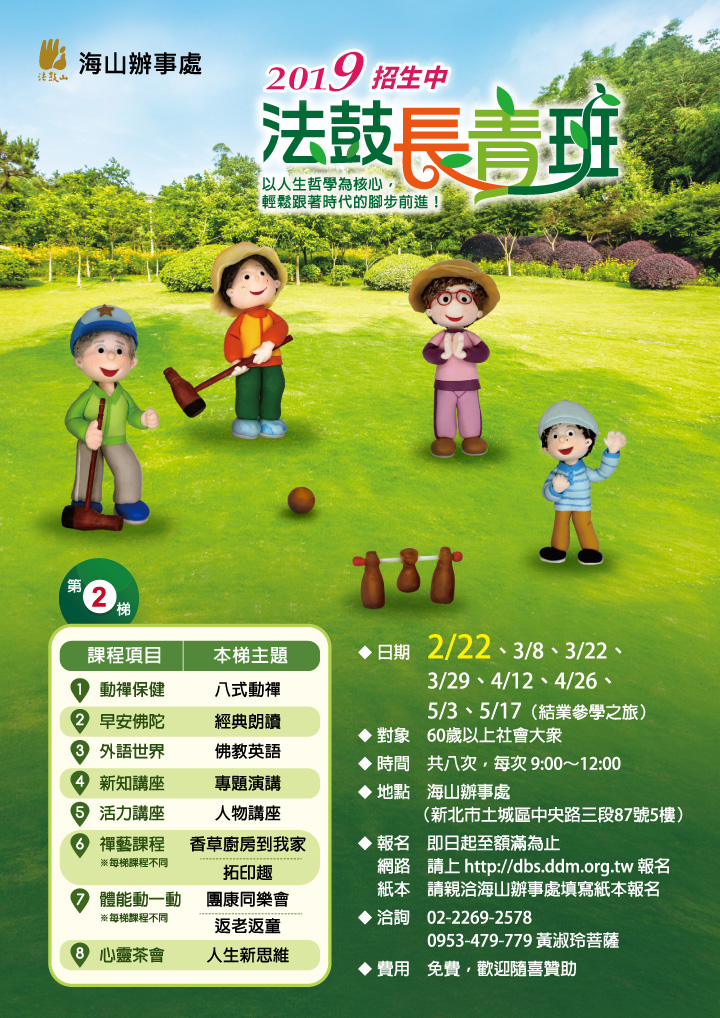 法鼓山
海山辦事處
2019 招生中
法鼓長青班
以人生哲學為核心，
輕鬆跟著時代的腳步前進！
第2梯
課程項目 本梯主題
1 動禪保健 八式動禪
2 早安佛陀 經典朗讀
3 外語世界 佛教英語
4 新知講座 專題演講
5 活力講座 人物講座
6 禪藝課程 香草廚房到我家
※每梯課程不同
拓印趣
7 體能動一動 團康同樂會
※每梯課程不同
返老返童
8 心靈茶會 人生新思維
◆ 日期 2/22、3/8、3/22、
3/29、4/12、4/26、
5/3、5/17（結業參學之旅）
◆ 對象 60歲以上社會大眾
◆ 時間 共八次，每次 9:00～12:00
◆ 地點 海山辦事處
（新北市土城區中央路三段87號5樓）
◆ 報名 即日起至額滿為止
網路 請上 http://dbs.ddm.org.tw 報名
紙本 請親洽海山辦事處填寫紙本報名
◆ 洽詢 02-2269-2578
0953-479-779 黃淑玲菩薩
◆ 費用 免費，歡迎隨喜贊助